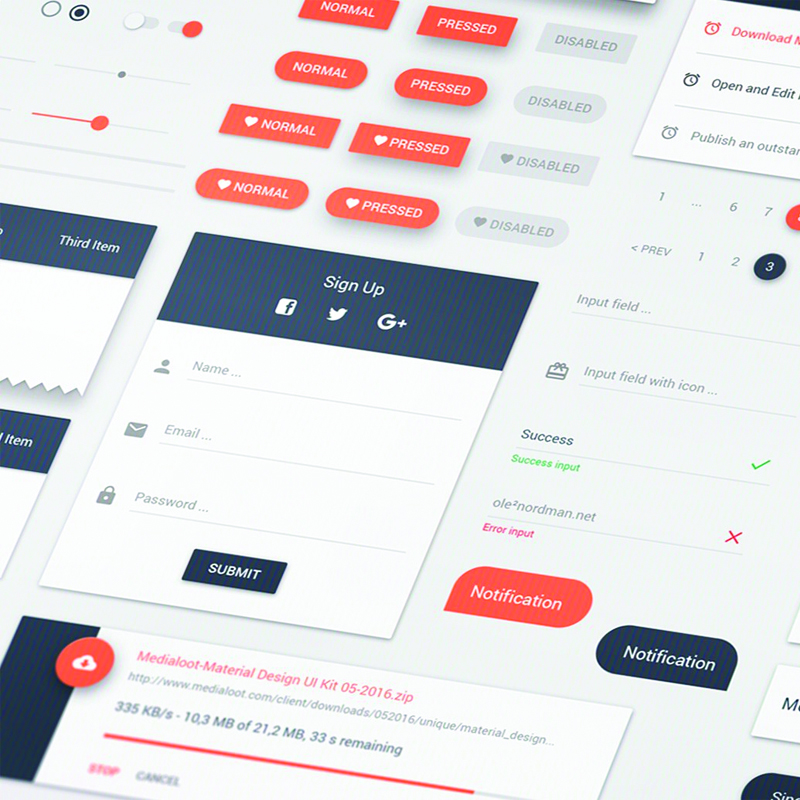 NORMAL
PRESSED
DISABLED
NORMAL
PRESSED
DISABLED
NORMAL
PRESSED
DISABLED
NORMAL
PRESSED
DISABLED
Download
Open and Edit
Publish an outstan
1 ... 6 7
< PREV 1 2 3
Third Item
Item
Sign Up
G+
Name ...
Email ...
Password ...
SUBMIT
Input field ...
Input field with icon ...
Success
Success input
ole²nordman.net
Error input
Notification
Notification
Medialoot-Material Design UI Kit 05-2016.zip
http://www.medialoot.com/client/downloads/052016/unique/material_design...
335 KB/s - 10,3 MB of 21,2 MB, 33 s remaining
STOP CANCEL